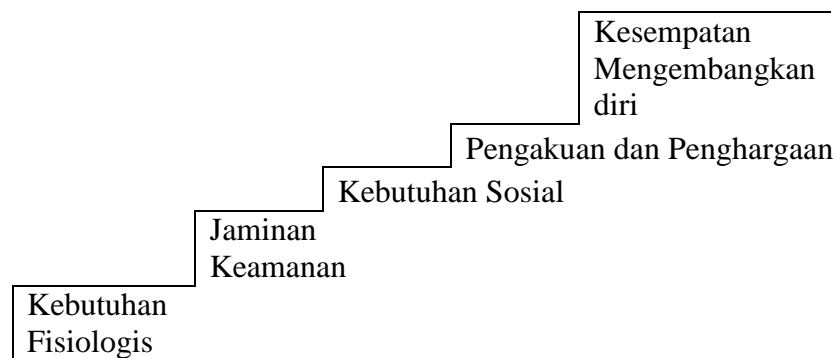 Kesempatan
Mengembangkan
diri
Pengakuan dan Penghargaan
Kebutuhan Sosial
Jaminan
Keamanan
Kebutuhan
Fisiologis